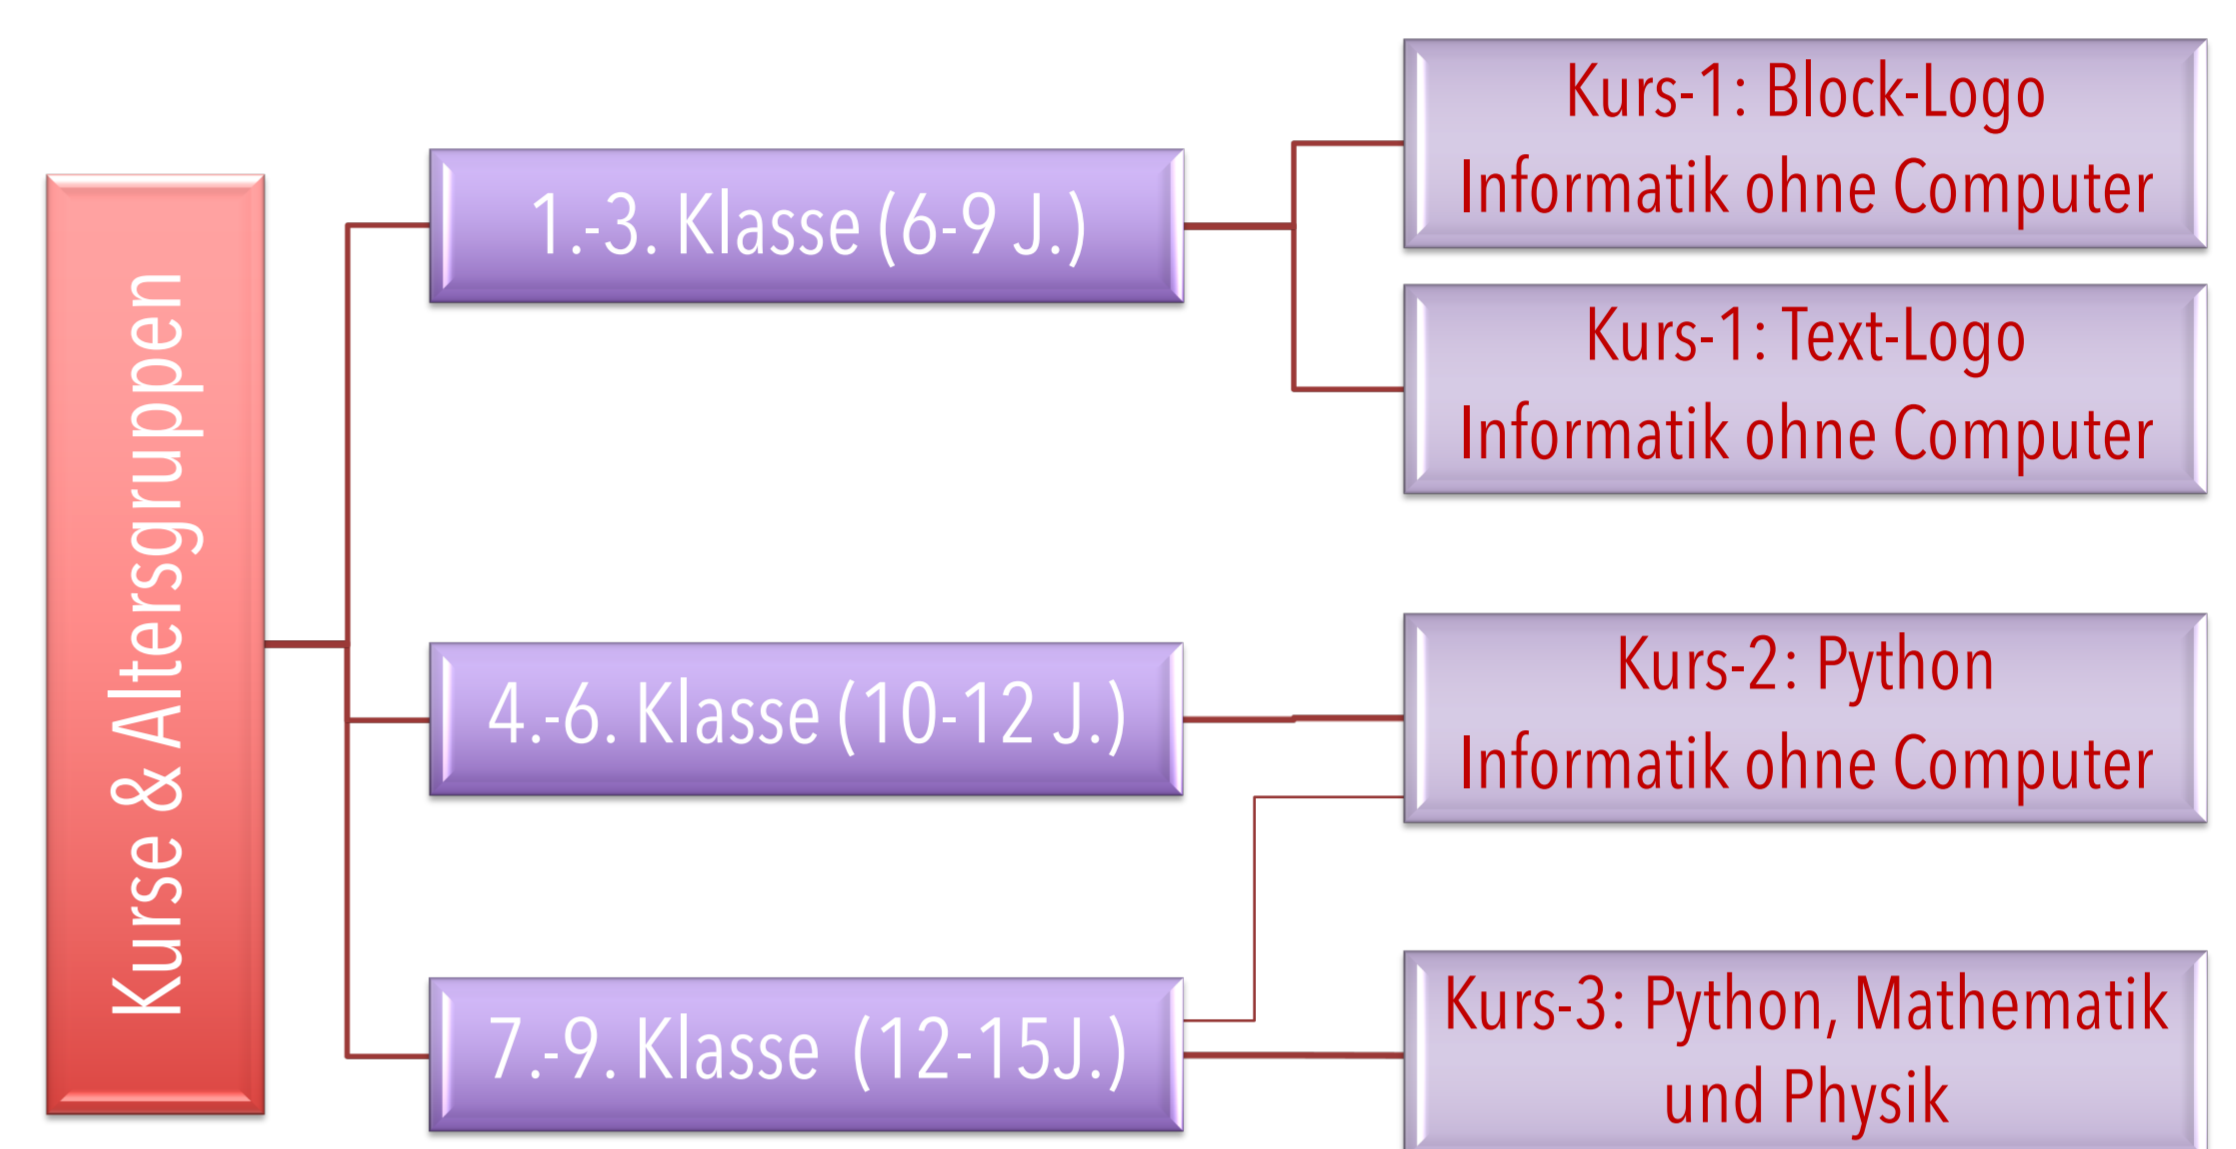 Kurse & Altersgruppen
1.-3. Klasse (6-9 J.)
Kurs-1: Block-Logo
Informatik ohne Computer
Kurs-1: Text-Logo
Informatik ohne Computer
4.-6. Klasse (10-12 J.)
Kurs-2: Python
Informatik ohne Computer
7.-9. Klasse (12-15J.)
Kurs-3: Python, Mathematik
und Physik